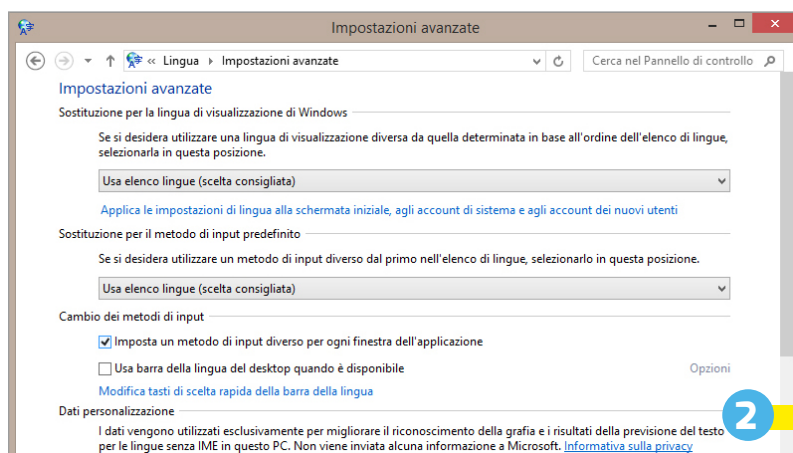 Impostazioni avanzate
« Lingua Impostazioni avanzate Cerca nel Pannello di controllo
Impostazioni avanzate
Sostituzione per la lingua di visualizzazione di Windows
Se si desidera utilizzare una lingua di visualizzazione diversa da quella determinata in base all'ordine dell'elenco di lingue,
selezionarla in questa posizione.
Usa elenco lingue (scelta consigliata)
Applica le impostazioni di lingua alla schermata iniziale, agli account di sistema e agli account dei nuovi utenti
Sostituzione per il metodo di input predefinito
Se si desidera utilizzare un metodo di input diverso dal primo nell'elenco di lingue, selezionarlo in questa posizione.
Usa elenco lingue (scelta consigliata)
Cambio dei metodi di input
Imposta un metodo di input diverso per ogni finestra dell'applicazione
Usa barra della lingua del desktop quando è disponibile Opzioni
Modifica tasti di scelta rapida della barra della lingua
Dati personalizzazione
I dati vengono utilizzati esclusivamente per migliorare il riconoscimento della grafia e i risultati della previsione del testo
per le lingue senza IME in questo PC. Non viene inviata alcuna informazione a Microsoft. Informativa sulla privacy
2